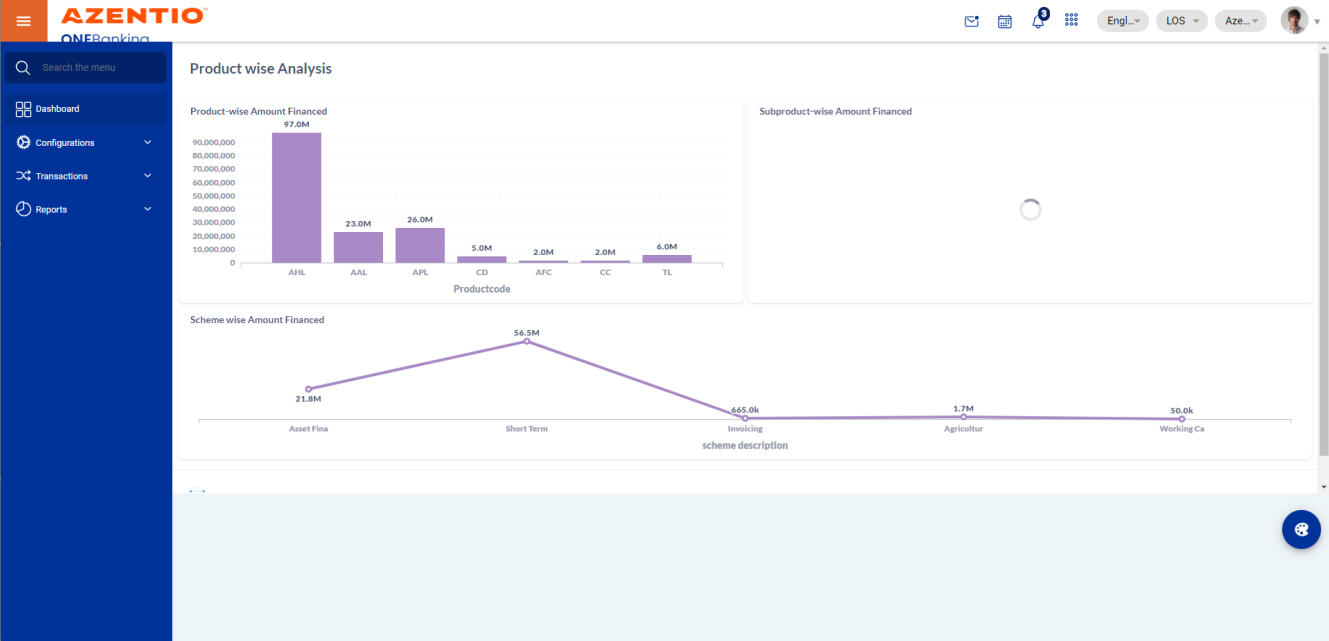 AZENTIO™
ONEBanking
3
Engl...
LOS
Aze...
Search the menu
Dashboard
Configurations
Transactions
Reports
Product wise Analysis
Product-wise Amount Financed
97.0M
90,000,000
80,000,000
70,000,000
60,000,000
50,000,000
40,000,000
30,000,000
20,000,000
10,000,000
0
23.0M
26.0M
5.0M
2.0M
2.0M
6.0M
AHL
AAL
APL
CD
AFC
CC
TL
Productcode
Subproduct-wise Amount Financed
Scheme wise Amount Financed
56.5M
21.8M
665.0k
1.7M
50.0k
Asset Fina
Short Term
Invoicing
Agricultur
Working Ca
scheme description